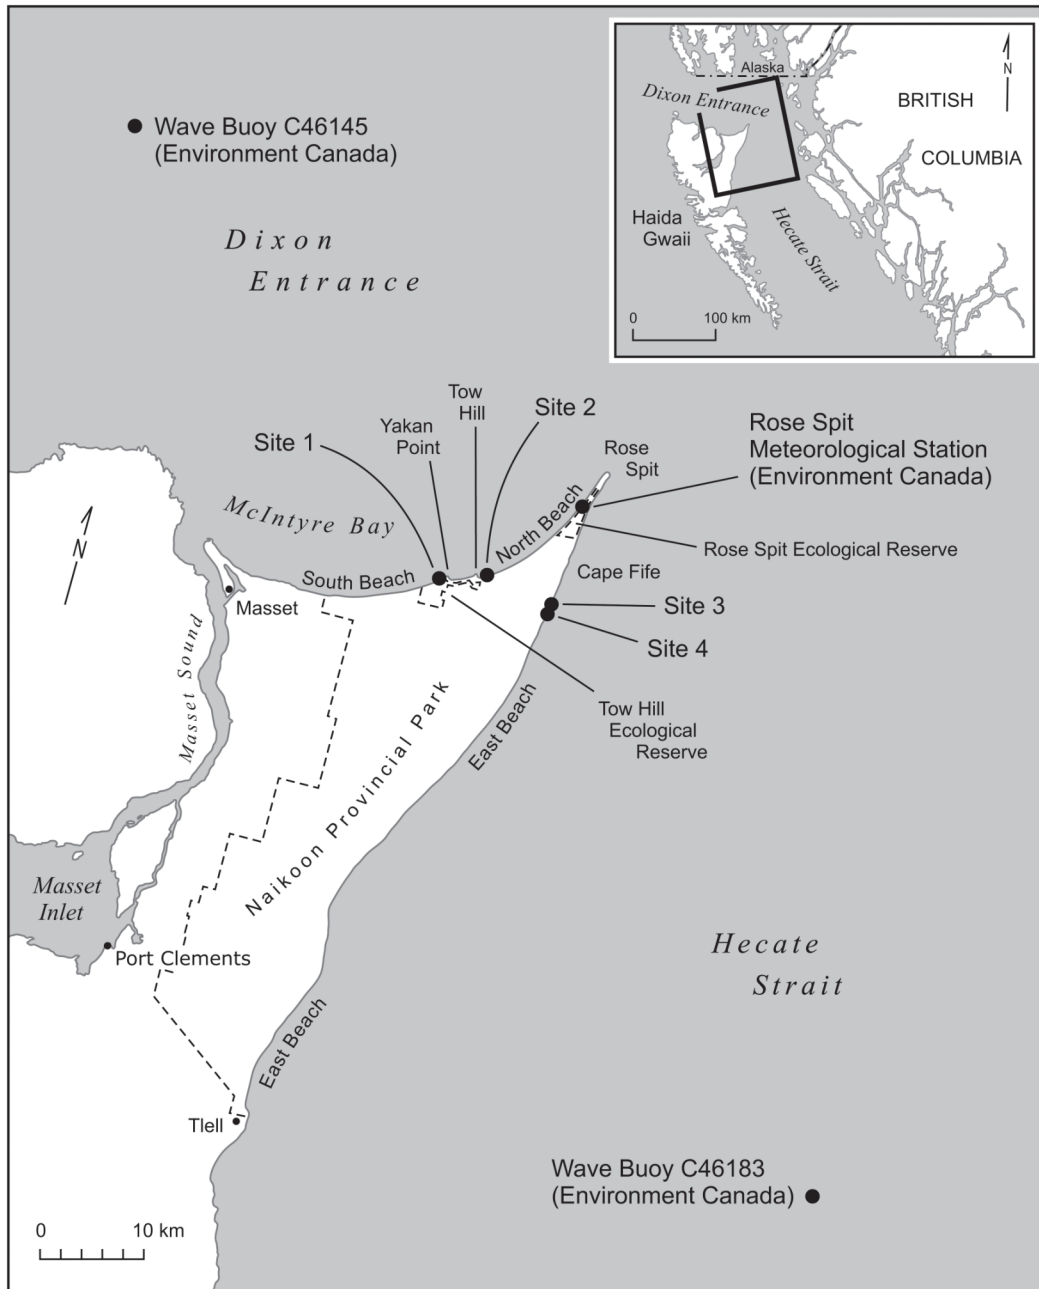 Wave Buoy C46145
(Environment Canada)
Dixon
Entrance
Alaska
N
Dixon Entrance
BRITISH
COLUMBIA
Haida
Gwaii
Hecate Strait
0 100 km
Tow
Hill
Site 2
Yakan
Point
Site 1
Rose
Spit
Rose Spit
Meteorological Station
(Environment Canada)
McIntyre Bay
N
North Beach
Rose Spit Ecological Reserve
South Beach
Cape Fife
Masset
Site 3
Site 4
Masset Sound
Tow Hill
Ecological
Reserve
East Beach
Naikoon Provincial Park
Masset
Inlet
Port Clements
Hecate
Strait
East Beach
Tlell
Wave Buoy C46183
(Environment Canada)
0 10 km